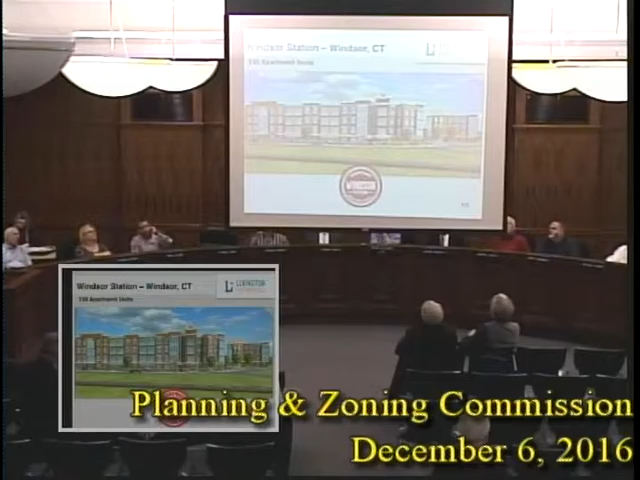 Windsor Station – Windsor, CT
130 Apartment Units
Windsor Station – Windsor, CT
130 Apartment Units
LEXINGTON
Planning & Zoning Commission
December 6, 2016